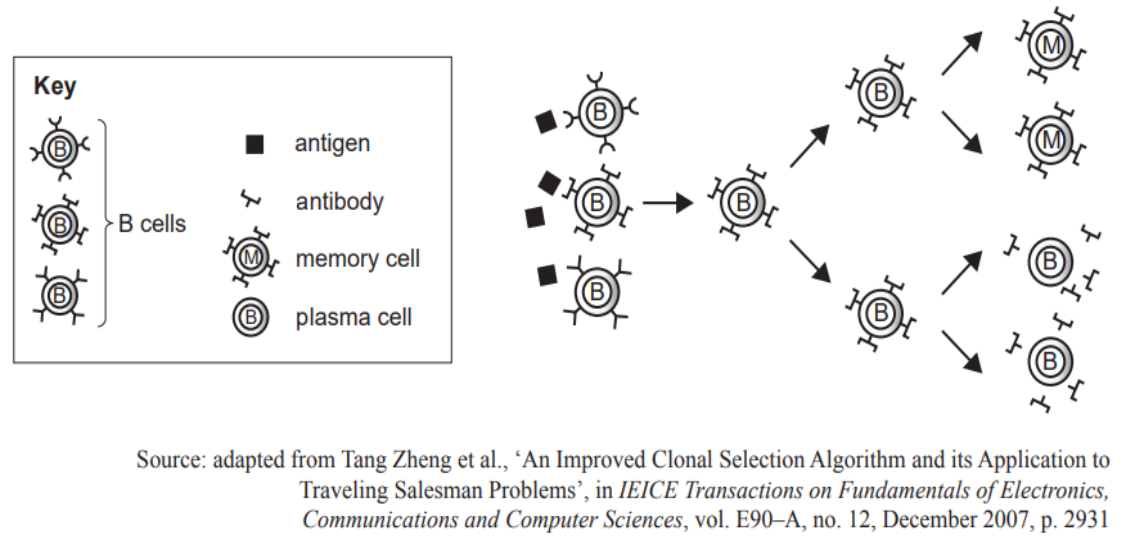 Key
B
antigen
B
antibody
B cells
M
memory cell
B
B
plasma cell
B
B
B
B
B
B
M
M
B
B
Source: adapted from Tang Zheng et al., ‘An Improved Clonal Selection Algorithm and its Application to
Traveling Salesman Problems’, in IEICE Transactions on Fundamentals of Electronics,
Communications and Computer Sciences, vol. E90–A, no. 12, December 2007, p. 2931